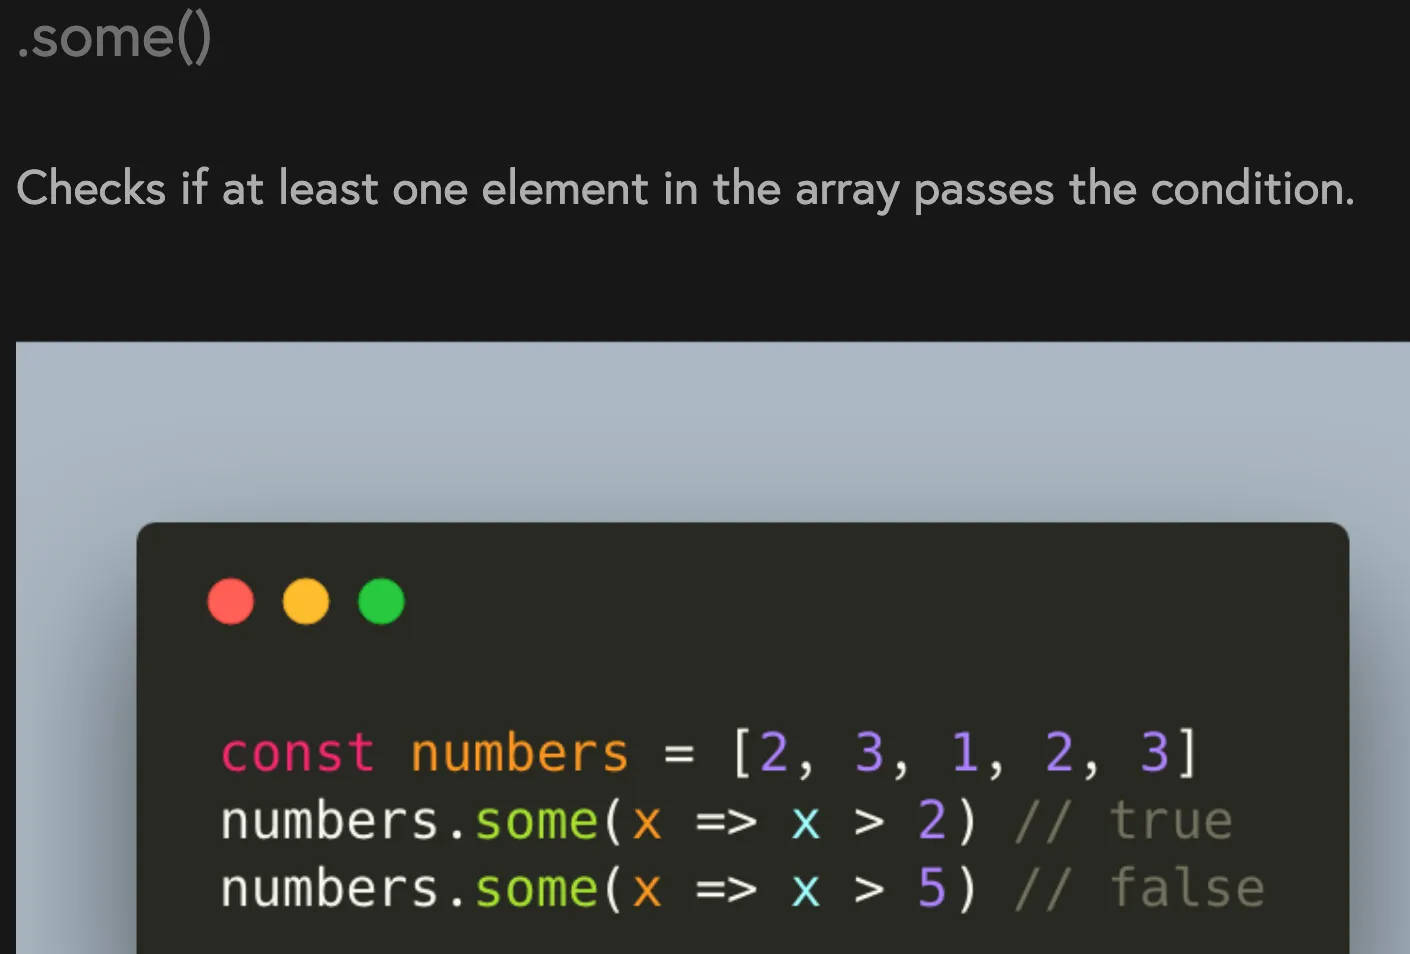 .some()
Checks if at least one element in the array passes the condition.
const numbers = [2, 3, 1, 2, 3]
numbers.some(x => x > 2) // true
numbers.some(x => x > 5) // false